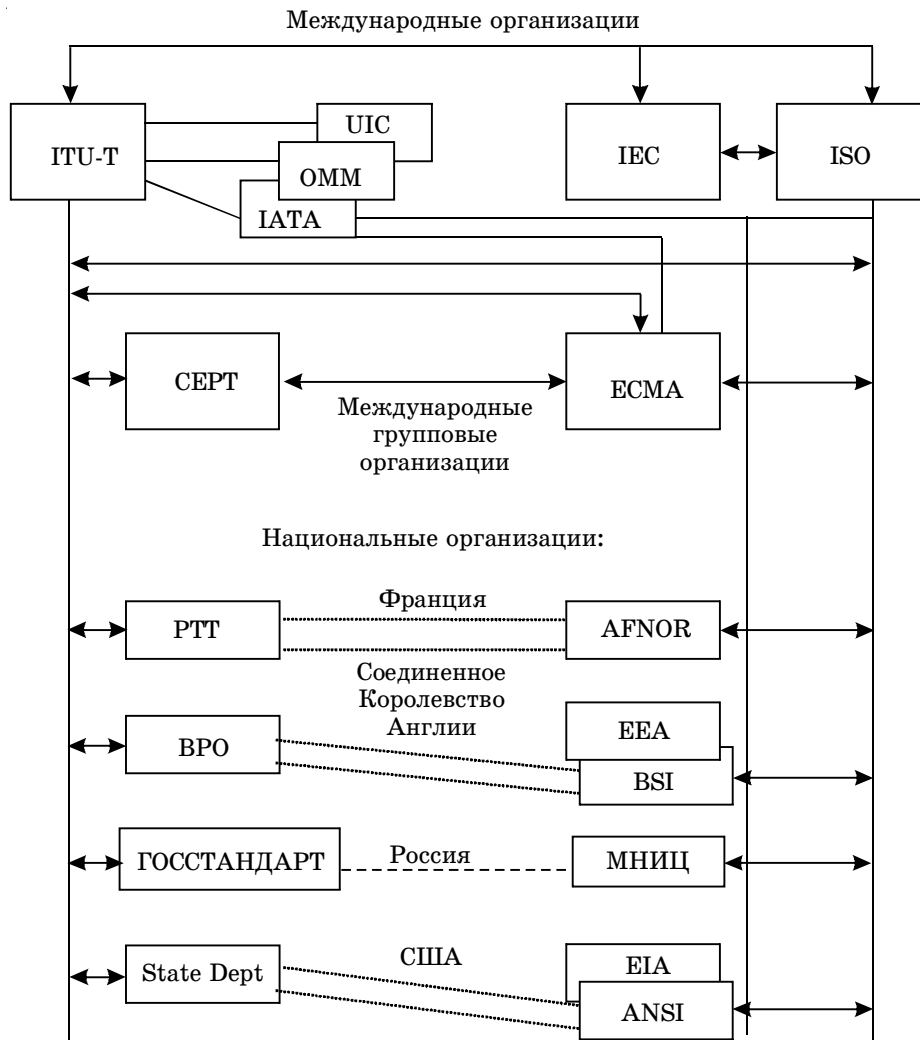 Международные организации
ITU-T
UIC
OMM
IATA
IEC
ISO
CEPT
ECMA
Международные
групповые
организации
Национальные организации:
PTT
Франция
AFNOR
Соединенное
Королевство
Англии
BPO
EEA
BSI
ГОССТАНДАРТ
Россия
МНИЦ
State Dept
США
EIA
ANSI